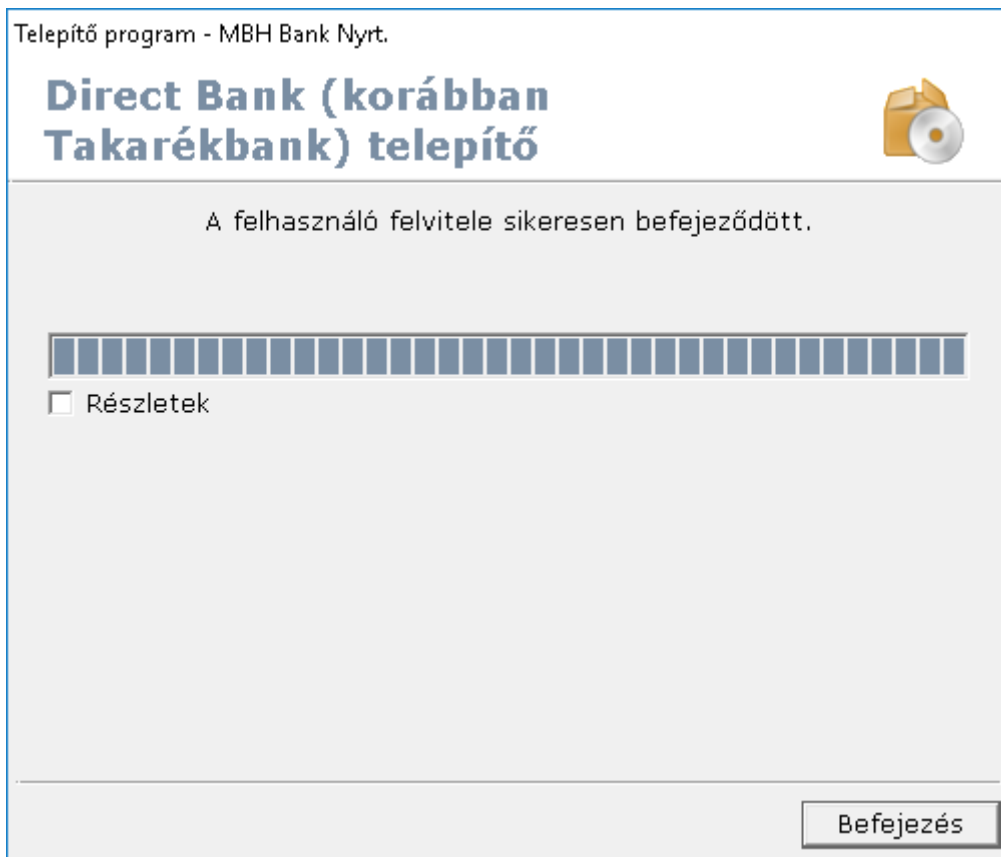 Telepítő program - MBH Bank Nyrt.
Direct Bank (korábban
Takarékbank) telepítő
A felhasználó felvitele sikeresen befejeződött.
Részletek
Befejezés